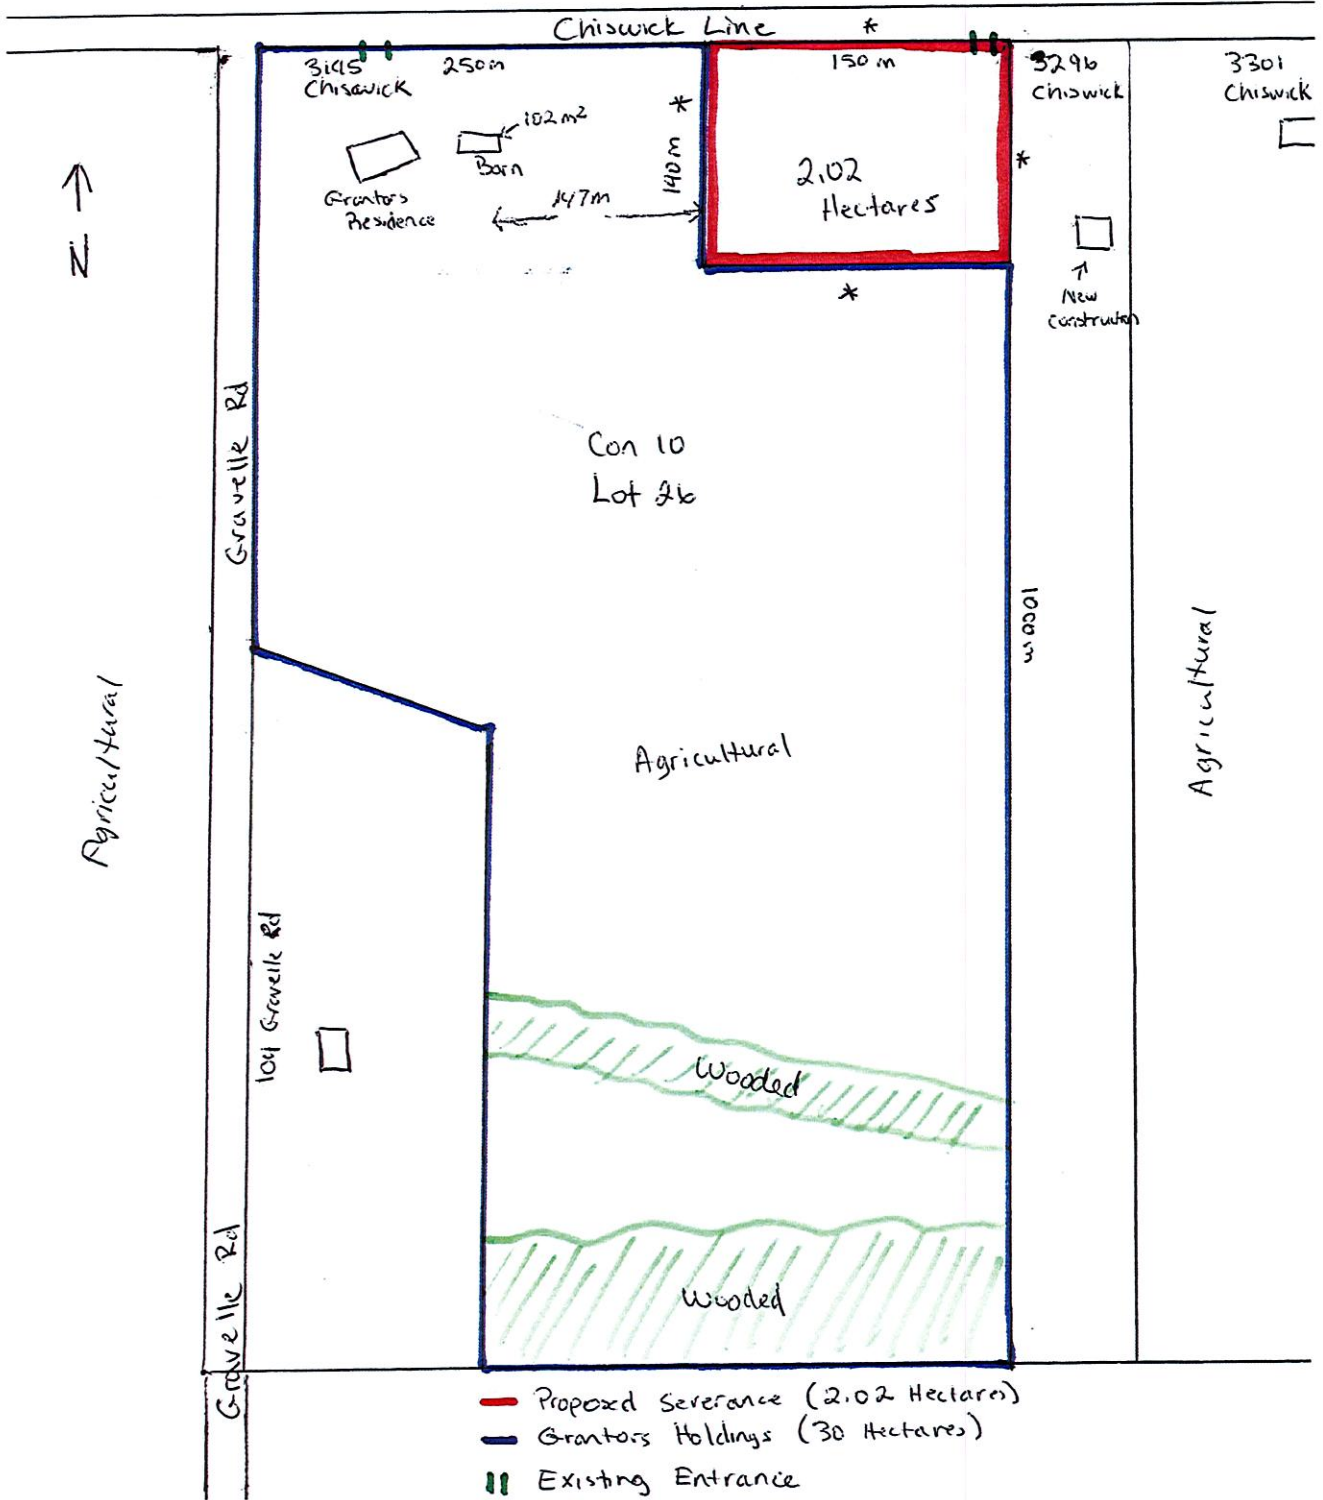 Chiswick Line *
3145
Chiswick
250m
150 m
3296
Chiswick
3301
Chiswick
102 m²
Barn
Grantors
Residence
147m
140m
*
2.02
Hectares
*
*
New
Construction
N
Con 10
Lot 26
Gravelle Rd
1000m
Agricultural
Agricultural
Agricultural
104 Gravelle Rd
Wooded
Wooded
Gravelle Rd
Proposed Severance (2.02 Hectares)
Grantors Holdings (30 Hectares)
Existing Entrance